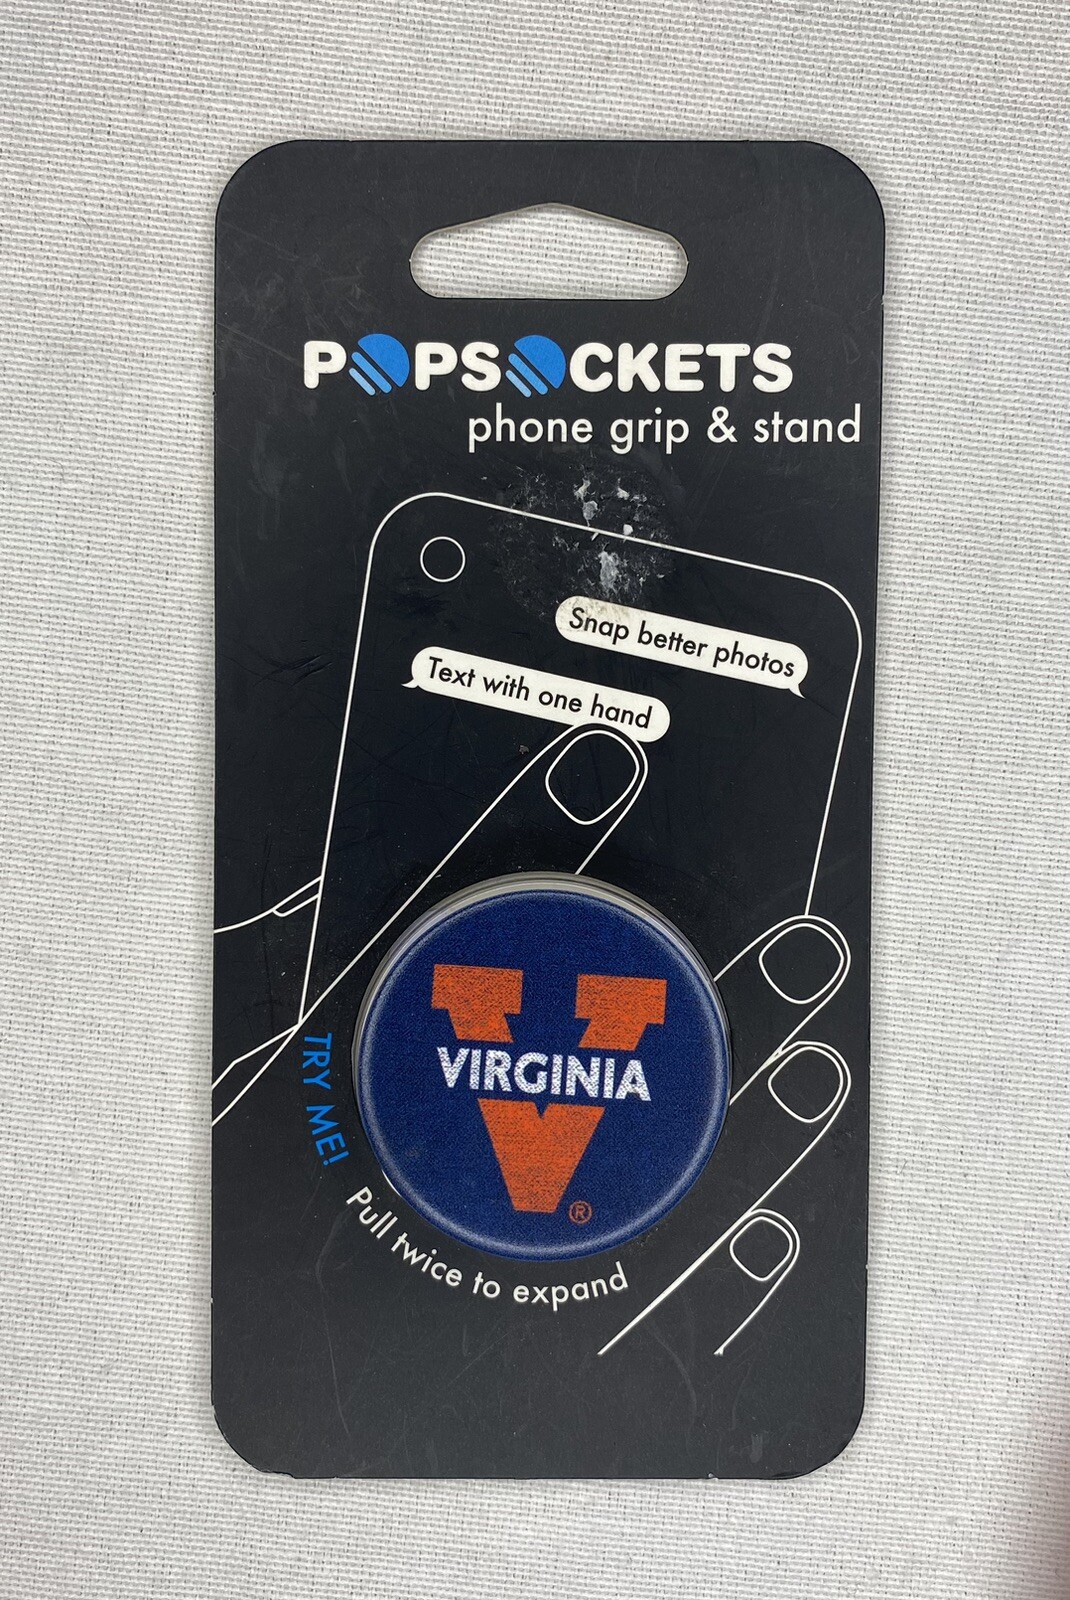 POPSOCKETS
phone grip & stand
Snap better photos
Text with one hand
VIRGINIA
®
TRY ME!
Pull twice to expand